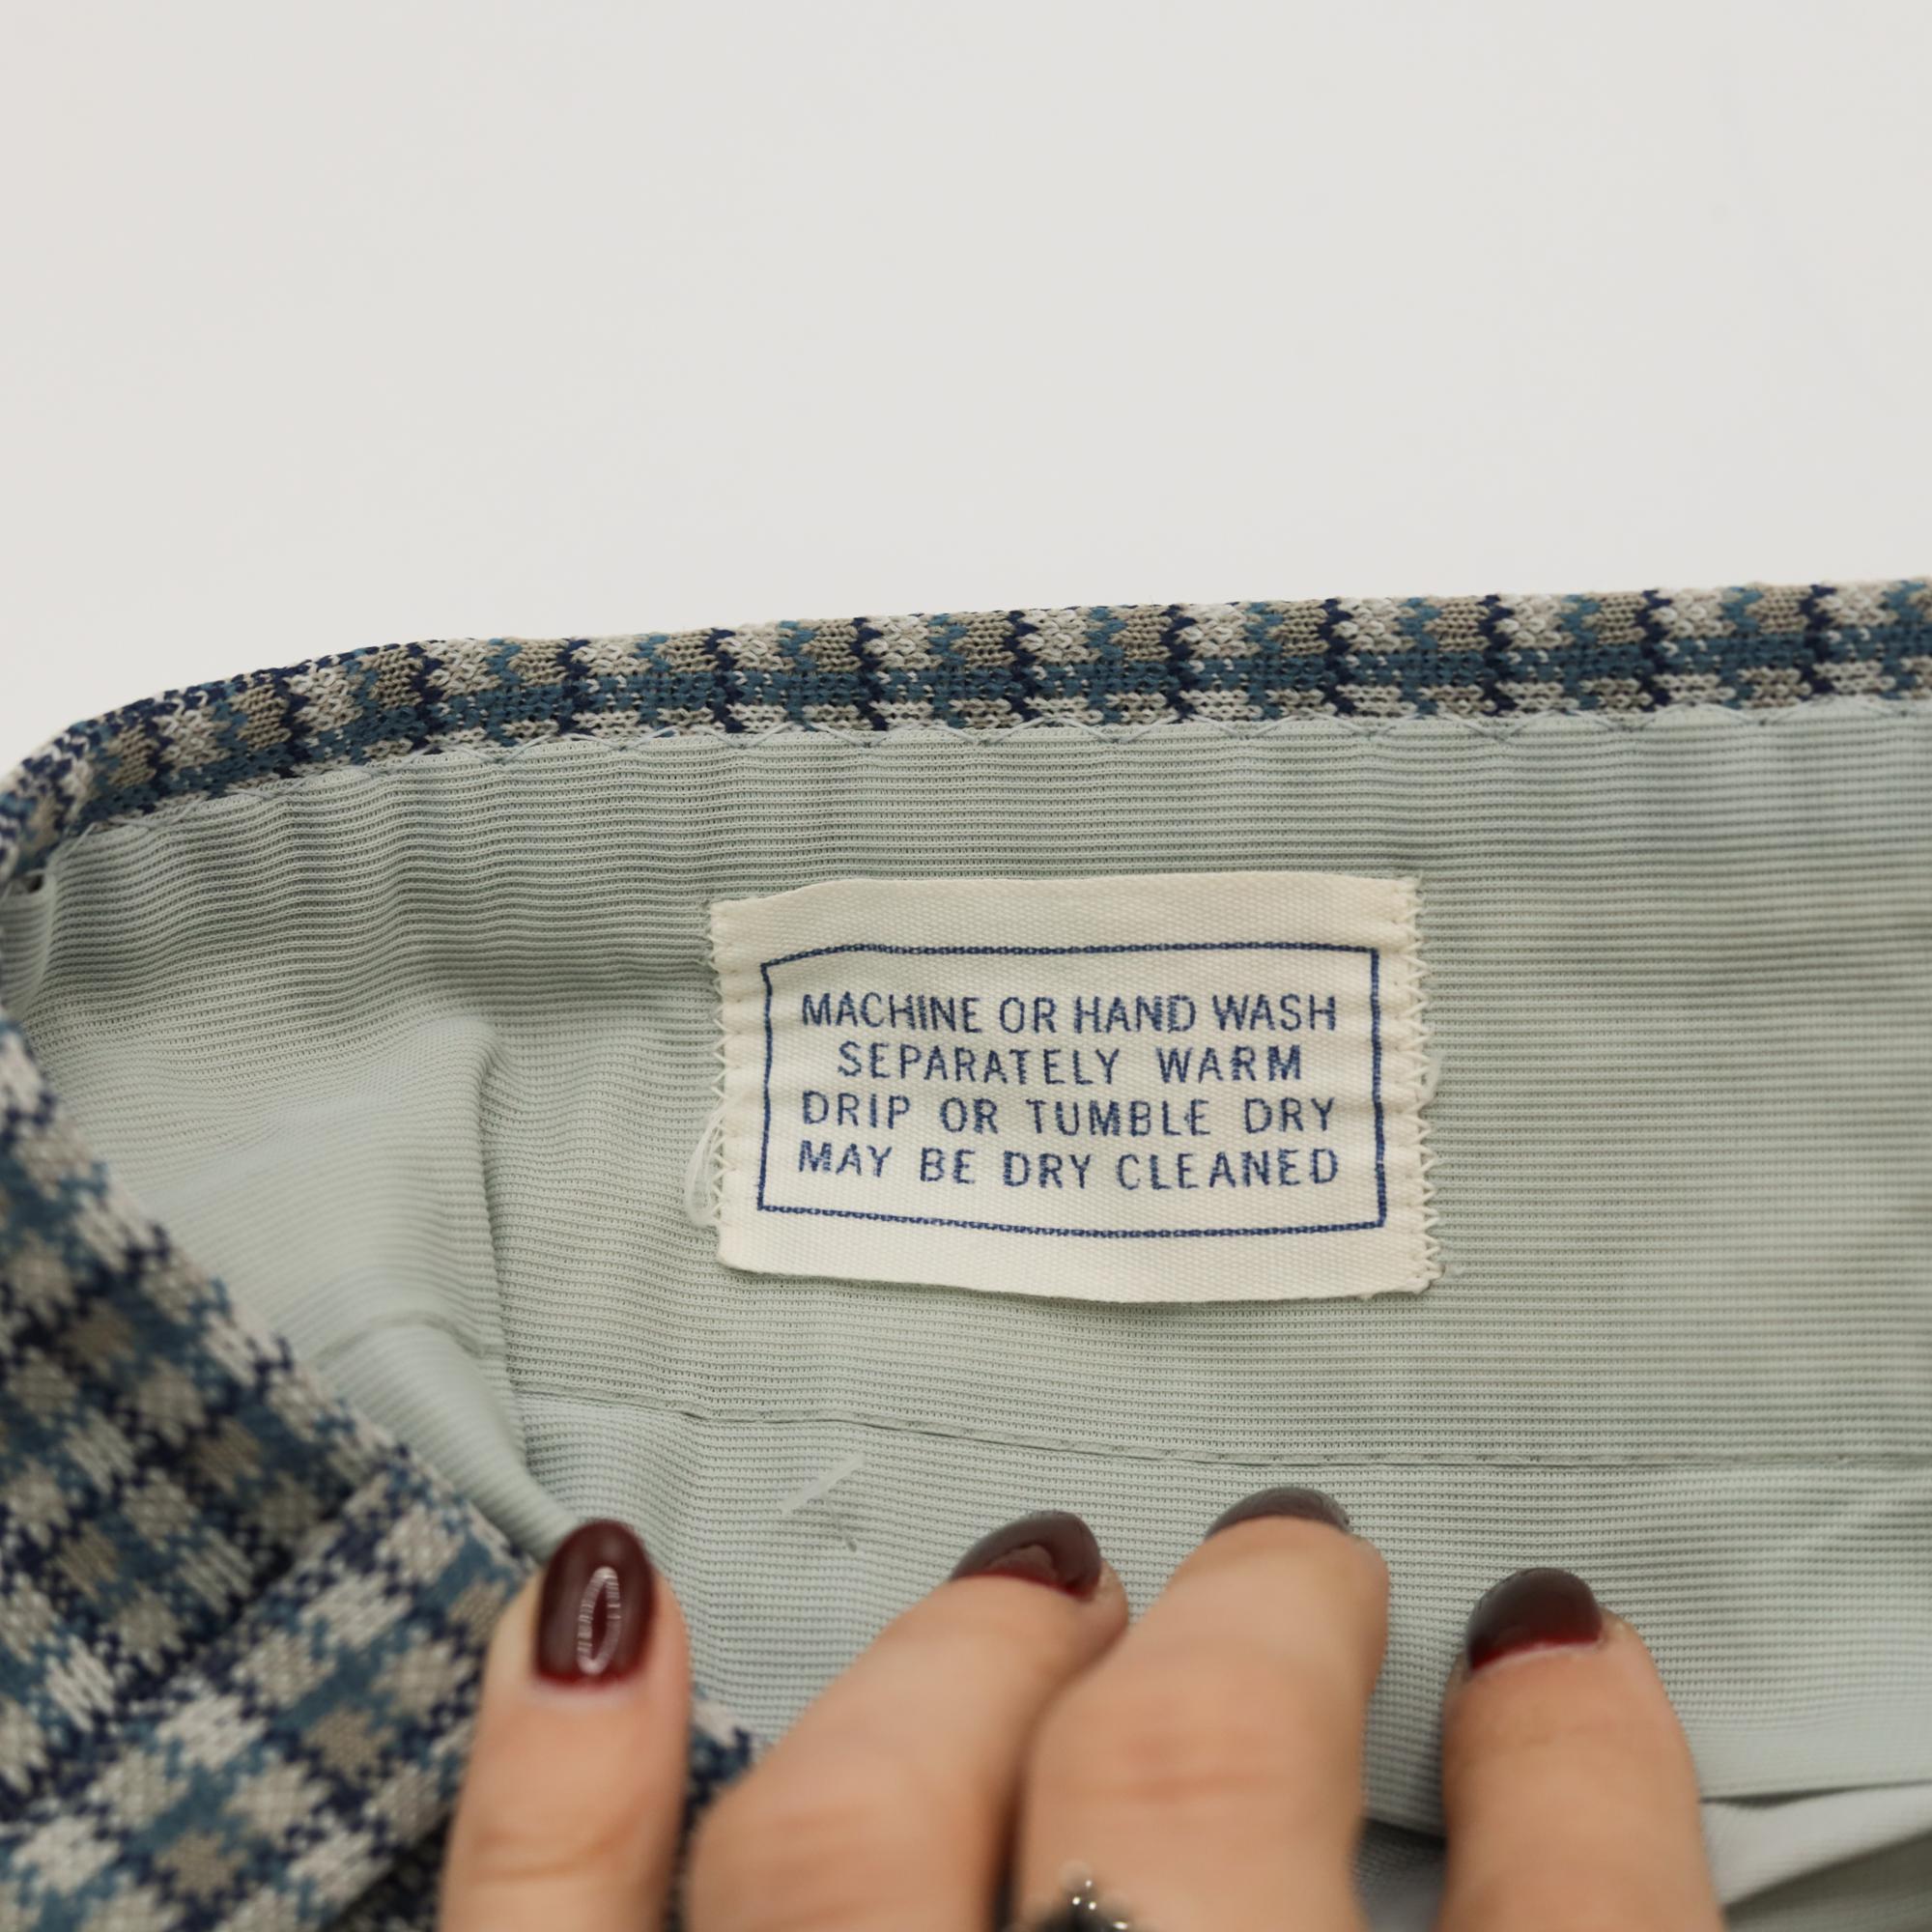 MACHINE OR HAND WASH
SEPARATELY WARM
DRIP OR TUMBLE DRY
MAY BE DRY CLEANED